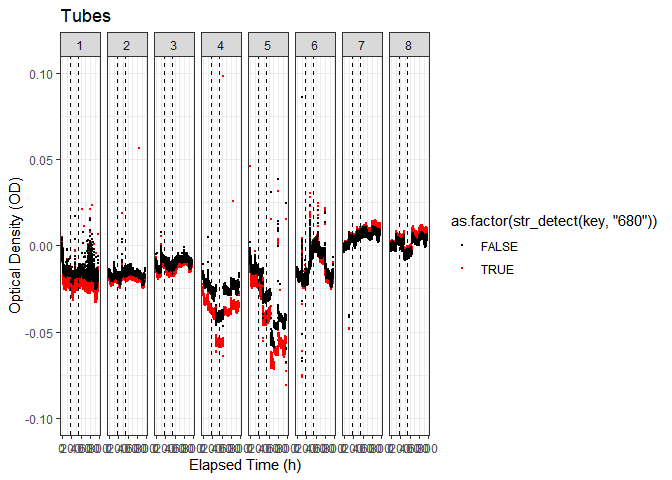 Tubes
1 2 3 4 5 6 7 8
0.10
0.05
0.00
-0.05
-0.10
Optical Density (OD)
Elapsed Time (h)
as.factor(str_detect(key, "680"))
FALSE
TRUE